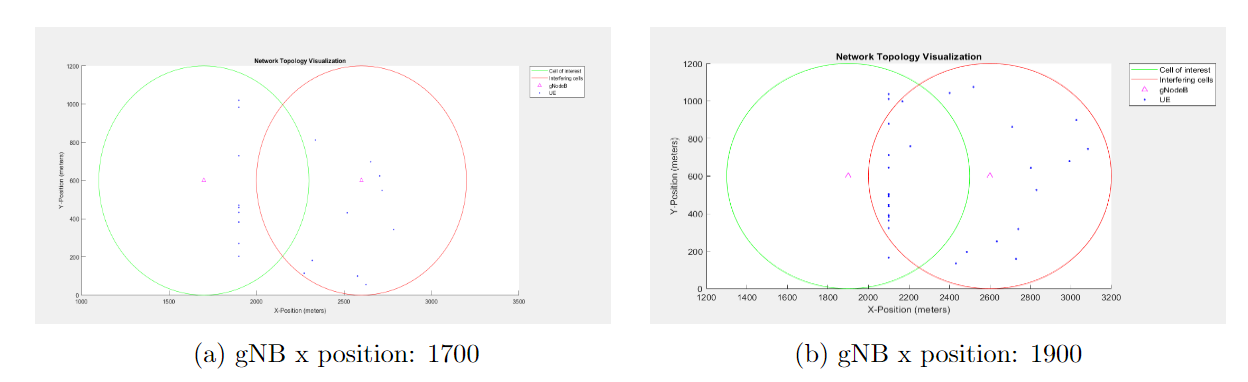 Network Topology Visualization
Cell of interest
Interfering cells
gNodeB
UE
1200
1000
800
600
400
200
0
Y-Position (meters)
1000
1500
2000
2500
3000
3500
X-Position (meters)
(a) gNB x position: 1700
Network Topology Visualization
Cell of interest
Interfering cells
gNodeB
UE
1200
1000
800
600
400
200
0
Y-Position (meters)
1200
1400
1600
1800
2000
2200
2400
2600
2800
3000
3200
X-Position (meters)
(b) gNB x position: 1900